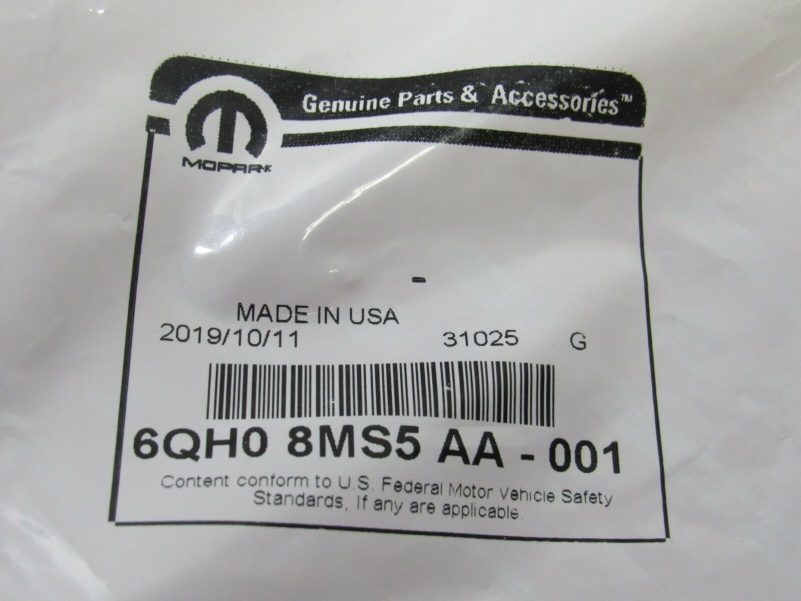 Genuine Parts & Accessories™
MOPAR
-
MADE IN USA
2019/10/11 31025 G
6QH0 8MS5 AA - 001
Content conform to U.S. Federal Motor Vehicle Safety
Standards, If any are applicable.